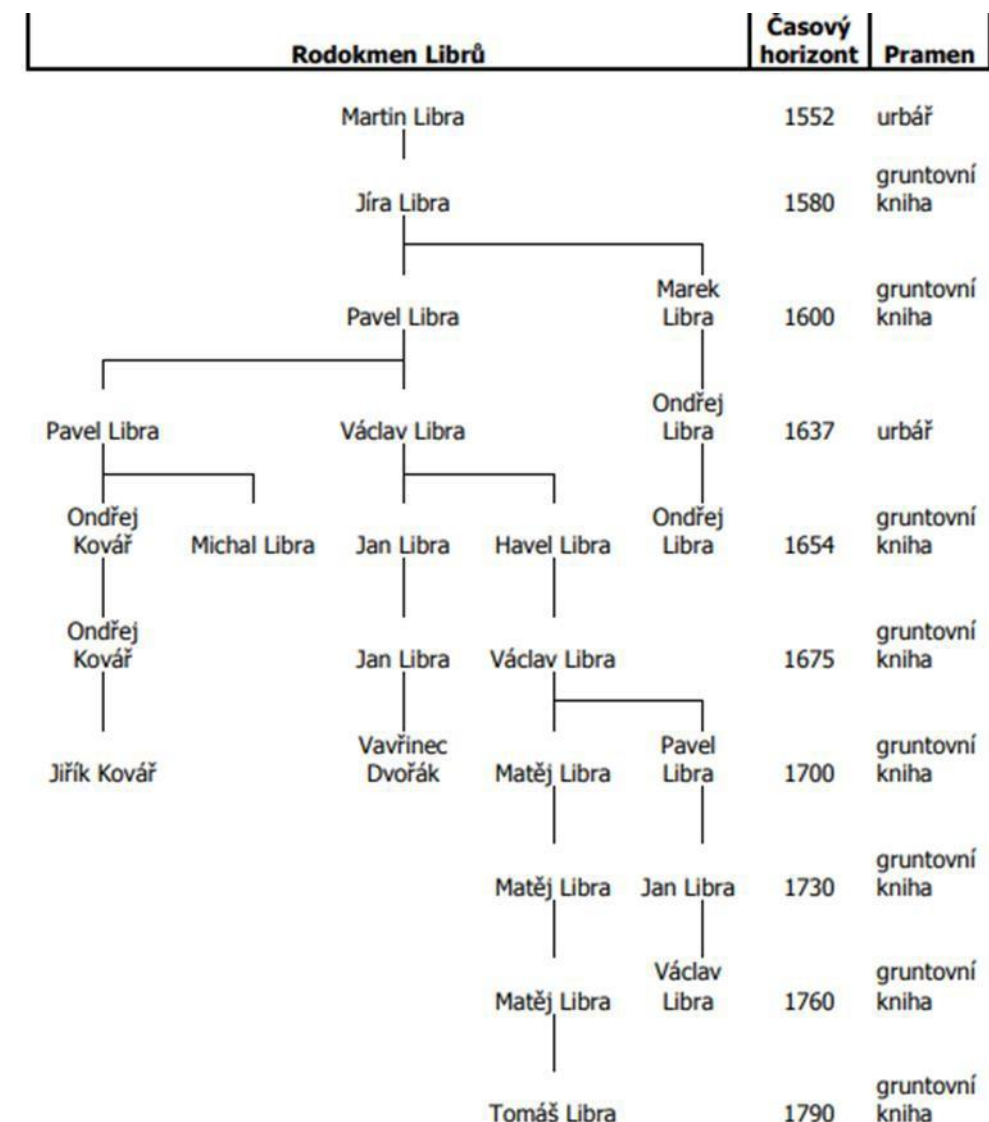 Rodokmen Librů Časový horizont Pramen
Martin Libra 1552 urbář
Jíra Libra 1580 gruntovní kniha
Pavel Libra Marek Libra 1600 gruntovní kniha
Pavel Libra Václav Libra Ondřej Libra 1637 urbář
Ondřej Kovář Michal Libra Jan Libra Havel Libra Ondřej Libra 1654 gruntovní kniha
Ondřej Kovář Jan Libra Václav Libra 1675 gruntovní kniha
Jiřík Kovář Vavřinec Dvořák Matěj Libra Pavel Libra 1700 gruntovní kniha
Matěj Libra Jan Libra 1730 gruntovní kniha
Matěj Libra Václav Libra 1760 gruntovní kniha
Tomáš Libra 1790 gruntovní kniha